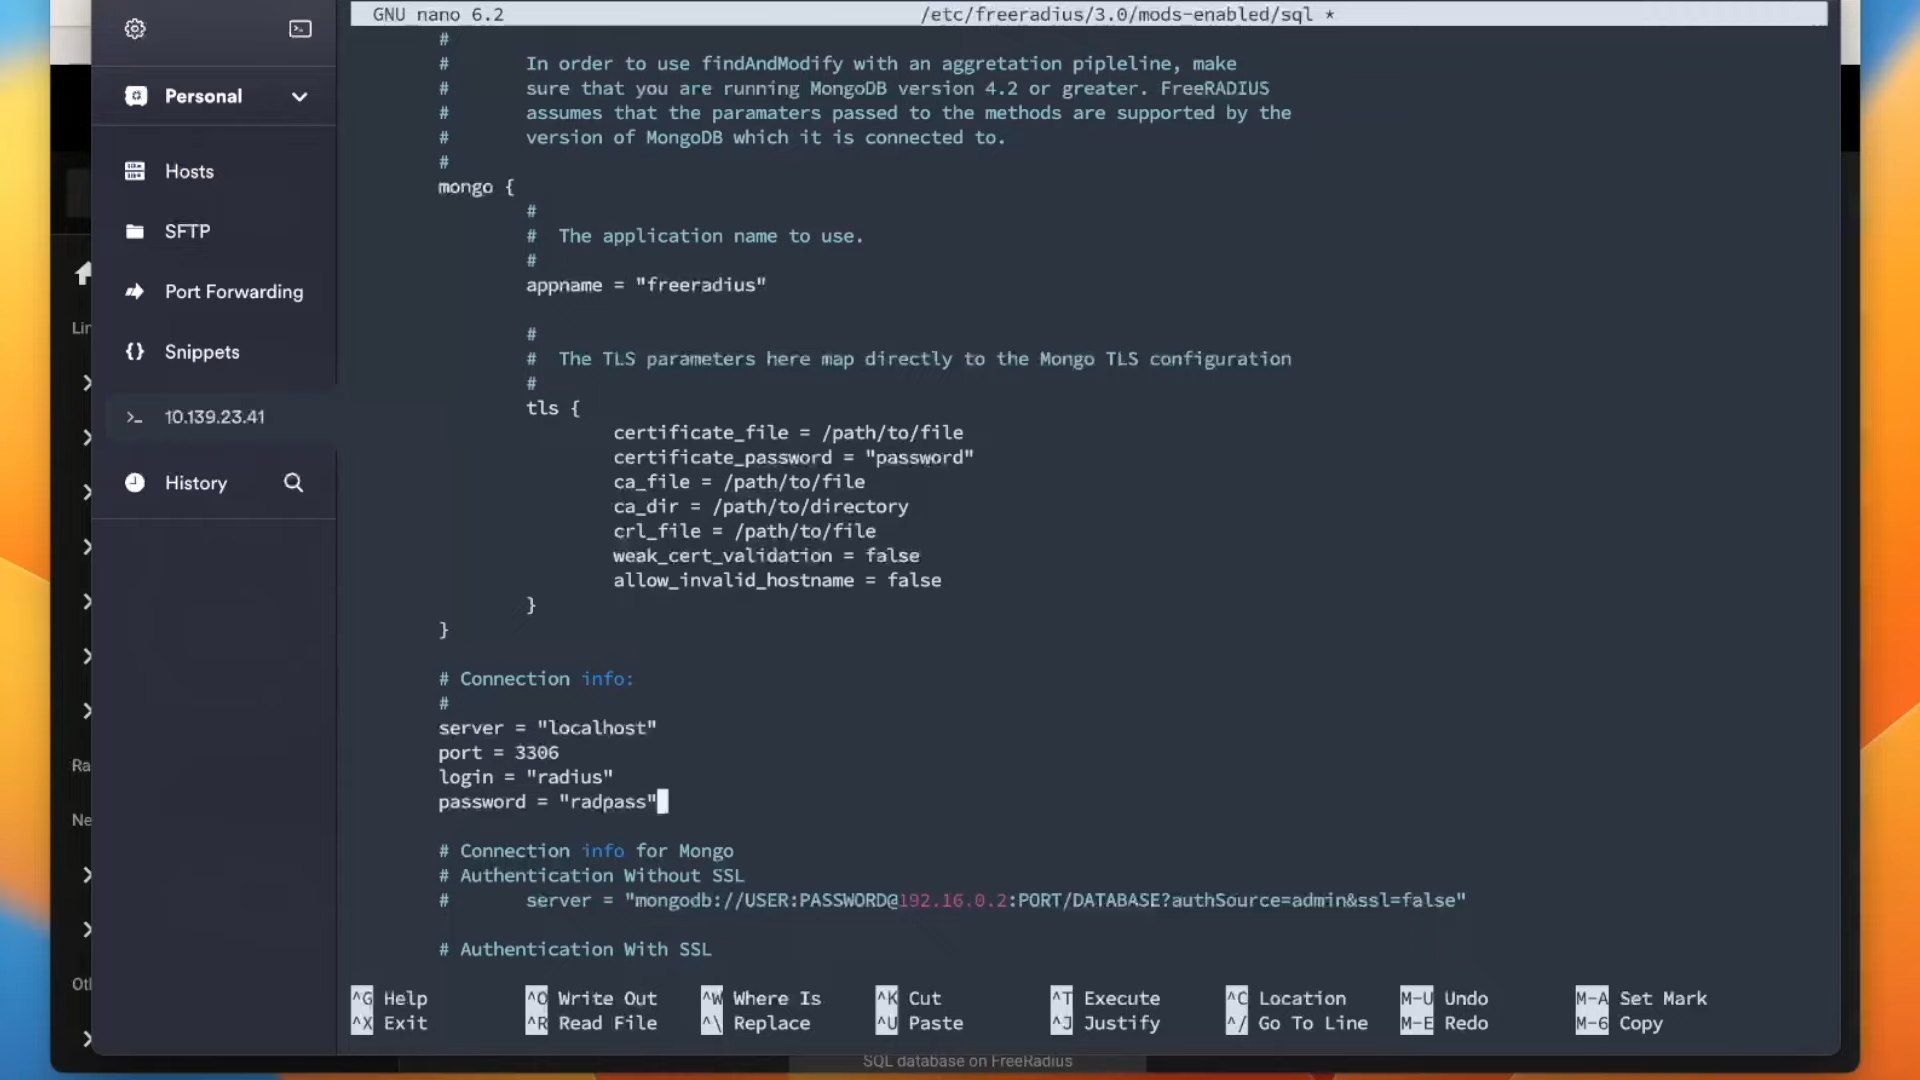 GNU nano 6.2 /etc/freeradius/3.0/mods-enabled/sql *
Personal
Hosts
SFTP
Port Forwarding
Snippets
>_ 10.139.23.41
History
#
# In order to use findAndModify with an aggretation pipleline, make
# sure that you are running MongoDB version 4.2 or greater. FreeRADIUS
# assumes that the paramaters passed to the methods are supported by the
# version of MongoDB which it is connected to.
#
mongo {
#
# The application name to use.
#
appname = "freeradius"
#
# The TLS parameters here map directly to the Mongo TLS configuration
#
tls {
certificate_file = /path/to/file
certificate_password = "password"
ca_file = /path/to/file
ca_dir = /path/to/directory
crl_file = /path/to/file
weak_cert_validation = false
allow_invalid_hostname = false
}
}
# Connection info:
#
server = "localhost"
port = 3306
login = "radius"
password = "radpass"
# Connection info for Mongo
# Authentication Without SSL
# server = "mongodb://USER:PASSWORD@192.16.0.2:PORT/DATABASE?authSource=admin&ssl=false"
# Authentication With SSL
^G Help ^O Write Out ^W Where Is ^K Cut ^T Execute ^C Location M-U Undo M-A Set Mark
^X Exit ^R Read File ^\ Replace ^U Paste ^J Justify ^/ Go To Line M-E Redo M-6 Copy
Lin
Ra
Ne
Oth
SQL database on FreeRadius